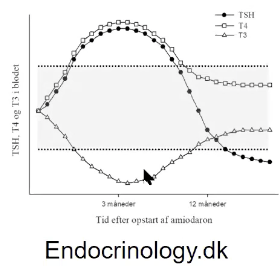 TSH
T4
T3
TSH, T4 og T3 i blodet
3 måneder
12 måneder
Tid efter opstart af amiodaron
Endocrinology.dk